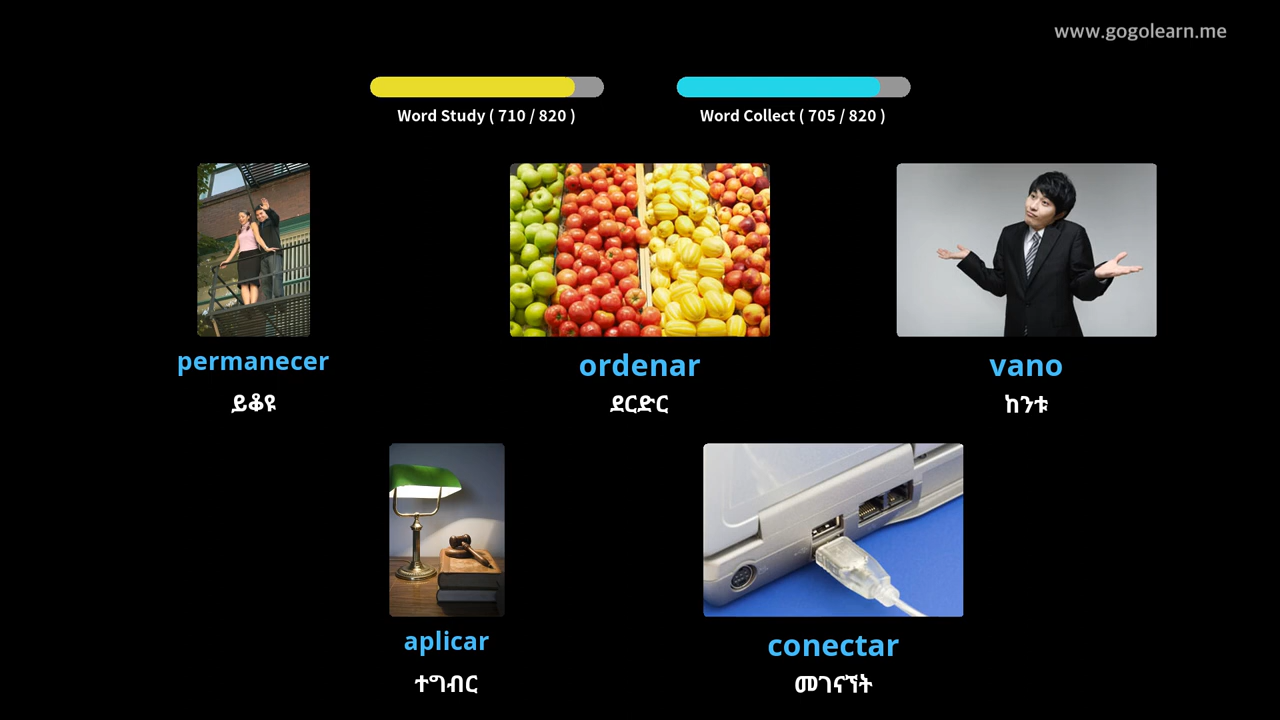 www.gogolearn.me
Word Study ( 710 / 820 )
Word Collect ( 705 / 820 )
permanecer
ይቆዩ
ordenar
ደርድር
vano
ከንቱ
aplicar
ተግብር
conectar
መገናኘት